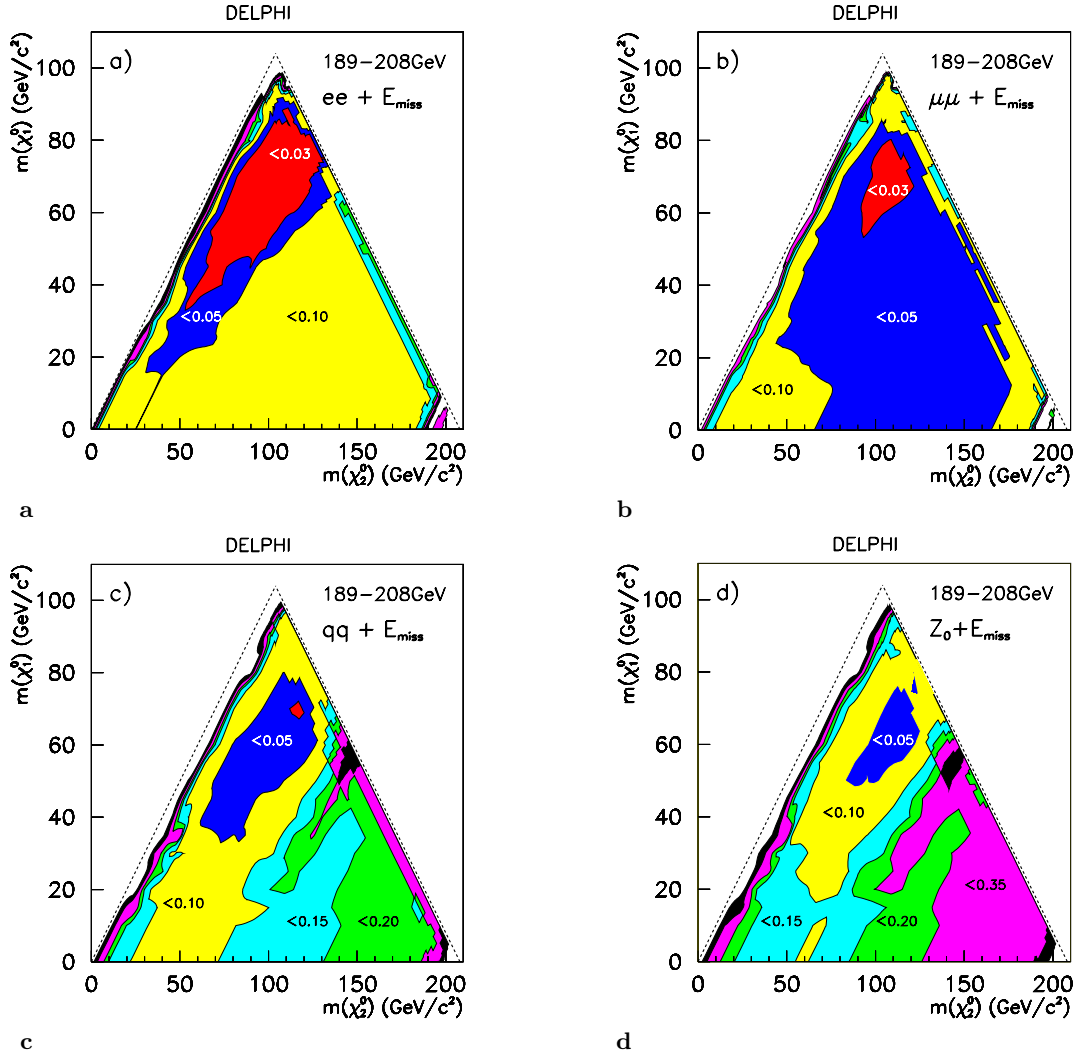 DELPHI
a)
189−208GeV
ee + E_miss
<0.03
<0.05
<0.10
m(χ̃₁⁰) (GeV/c²)
100
80
60
40
20
0
0 50 100 150 200
m(χ̃₂⁰) (GeV/c²)
a
DELPHI
b)
189−208GeV
μμ + E_miss
<0.03
<0.05
<0.10
m(χ̃₁⁰) (GeV/c²)
100
80
60
40
20
0
0 50 100 150 200
m(χ̃₂⁰) (GeV/c²)
b
DELPHI
c)
189−208GeV
qq + E_miss
<0.05
<0.10
<0.15
<0.20
m(χ̃₁⁰) (GeV/c²)
100
80
60
40
20
0
0 50 100 150 200
m(χ̃₂⁰) (GeV/c²)
c
DELPHI
d)
189−208GeV
Z₀+E_miss
<0.05
<0.10
<0.35
<0.15
<0.20
m(χ̃₁⁰) (GeV/c²)
100
80
60
40
20
0
0 50 100 150 200
m(χ̃₂⁰) (GeV/c²)
d